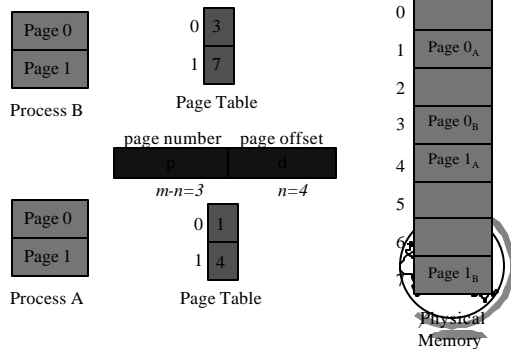 Page 0
Page 1
Process B
0 3
1 7
Page Table
page number page offset
p d
m-n=3 n=4
Page 0
Page 1
Process A
0 1
1 4
Page Table
0
1 Page 0A
2
3 Page 0B
4 Page 1A
5
6
7 Page 1B
Physical
Memory